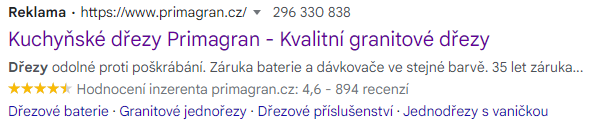 Reklama · https://www.primagran.cz/ 296 330 838
Kuchyňské dřezy Primagran - Kvalitní granitové dřezy
Dřezy odolné proti poškrábání. Záruka baterie a dávkovače ve stejné barvě. 35 let záruka...
Hodnocení inzerenta primagran.cz: 4,6 - 894 recenzí
Dřezové baterie · Granitové jednořezy · Dřezové příslušenství · Jednodřezy s vaničkou